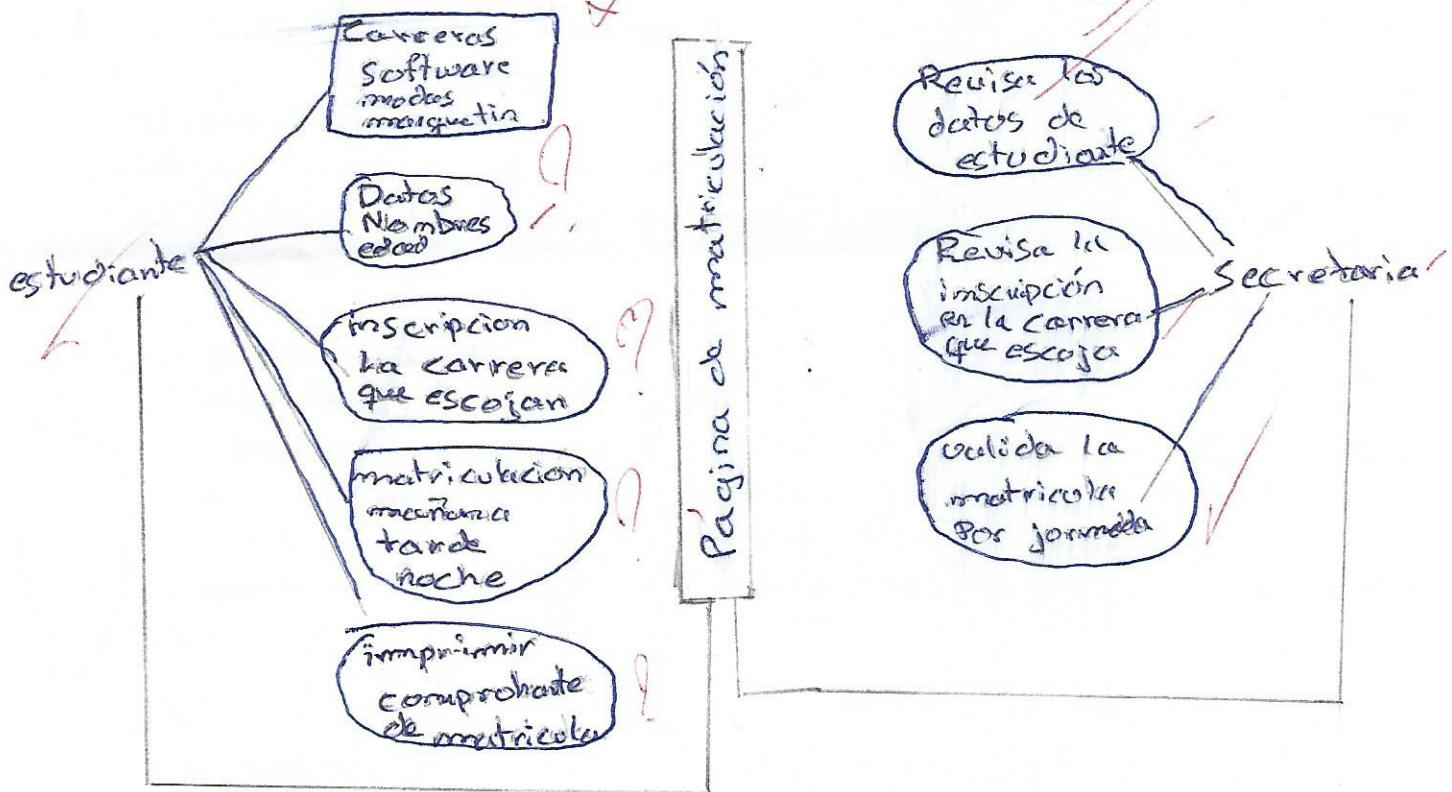 Carreras
Software
modas
marquetin
Datos
Nombres
edad
estudiante
inscripcion
La carrera
que escojan
matriculacion
mañana
tarde
noche
imprimir
comprobante
de matricula
Página de matriculación
Revisa los
datos de
estudiante
Revisa la
inscripción
en la carrera
que escoja
Secretaria
valida la
matricula
Por jornada